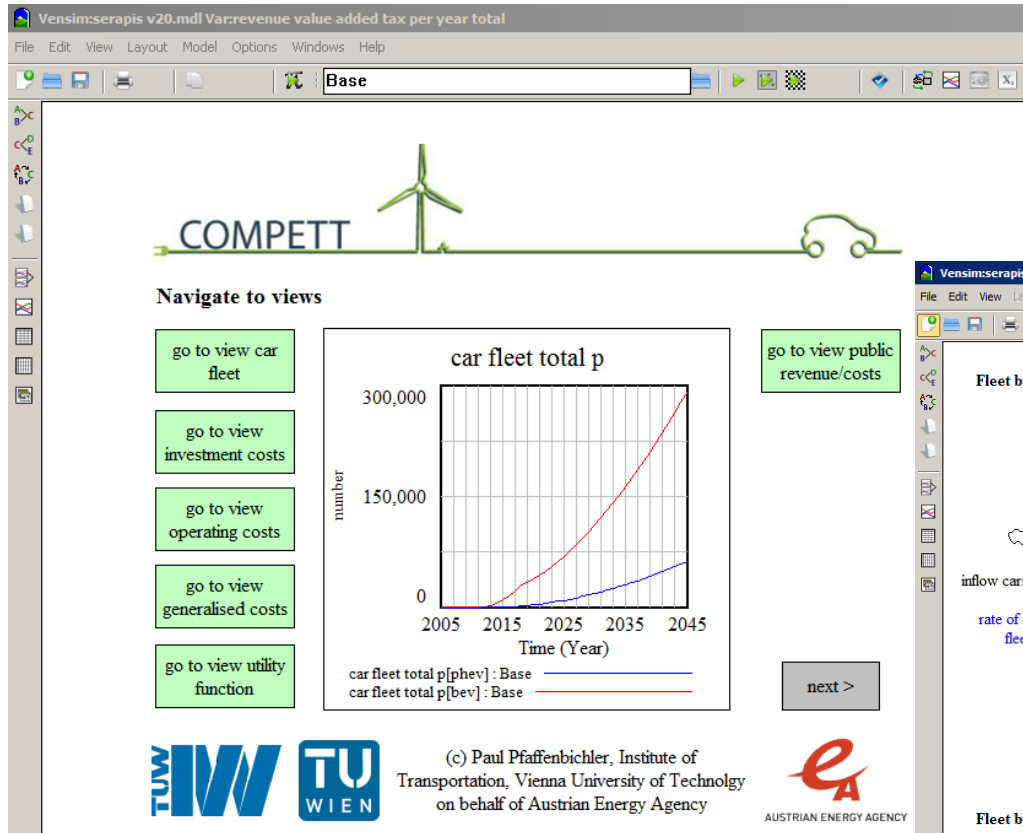 Vensim:serapis v20.mdl Var:revenue value added tax per year total
File Edit View Layout Model Options Windows Help
Base
COMPETT
Navigate to views
go to view car
fleet
go to view
investment costs
go to view
operating costs
go to view
generalised costs
go to view utility
function
car fleet total p
300,000
150,000
0
number
2005 2015 2025 2035 2045
Time (Year)
car fleet total p[phev] : Base
car fleet total p[bev] : Base
go to view public
revenue/costs
next >
TUW
IVV
TU
WIEN
(c) Paul Pfaffenbichler, Institute of
Transportation, Vienna University of Technolgy
on behalf of Austrian Energy Agency
AUSTRIAN ENERGY AGENCY
Vensim:serapis
File Edit View
Fleet b
inflow cars
rate of
flee
Fleet b